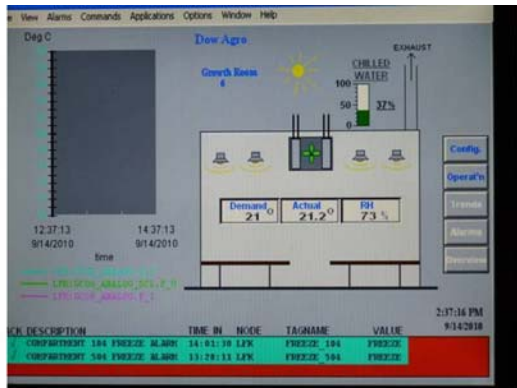 View Alarms Commands Applications Options Window Help
Deg C
Dow Agro
Growth Room
6
EXHAUST
CHILLED
WATER
100
50
0
37%
Demand
21 °
Actual
21.2°
RH
73 %
Config.
Operat'n
Trends
Alarms
Overview
12:37:13
9/14/2010
14:37:13
9/14/2010
time
2:37:16 PM
9/14/2010
DESCRIPTION TIME IN NODE TAGNAME VALUE
COMPARTMENT 104 FREEZE ALARM 14:01:30 LFK FREEZE_104 FREEZE
COMPARTMENT 504 FREEZE ALARM 13:20:11 LFK FREEZE_504 FREEZE